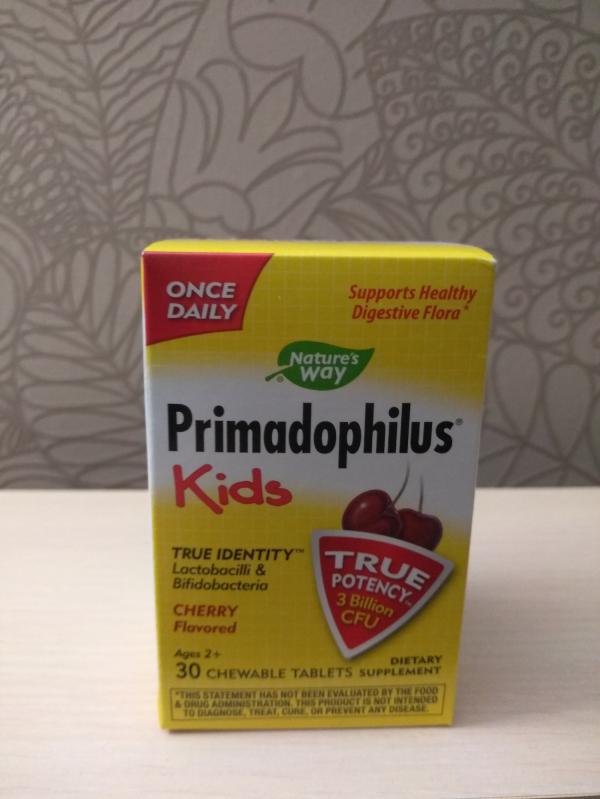 ONCE
DAILY
Supports Healthy
Digestive Flora*
Nature's
Way®
Primadophilus®
Kids
TRUE IDENTITY™
Lactobacilli &
Bifidobacteria
CHERRY
Flavored
TRUE
POTENCY™
3 Billion
CFU
Ages 2+
30 CHEWABLE TABLETS
DIETARY
SUPPLEMENT
*THIS STATEMENT HAS NOT BEEN EVALUATED BY THE FOOD
& DRUG ADMINISTRATION. THIS PRODUCT IS NOT INTENDED
TO DIAGNOSE, TREAT, CURE, OR PREVENT ANY DISEASE.